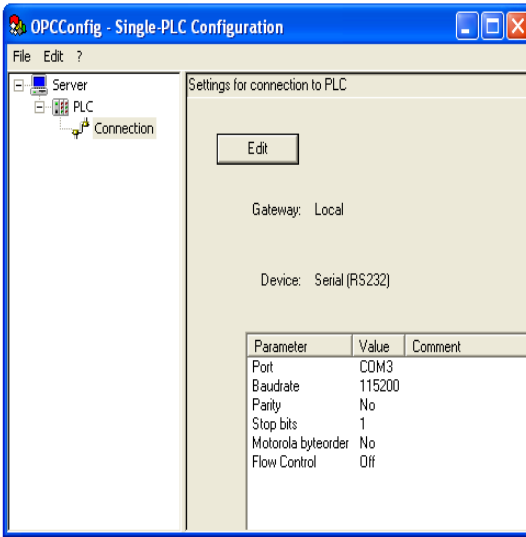 OPCConfig - Single-PLC Configuration
File Edit ?
Server
PLC
Connection
Settings for connection to PLC
Edit
Gateway: Local
Device: Serial (RS232)
Parameter Value Comment
Port COM3
Baudrate 115200
Parity No
Stop bits 1
Motorola byteorder No
Flow Control Off